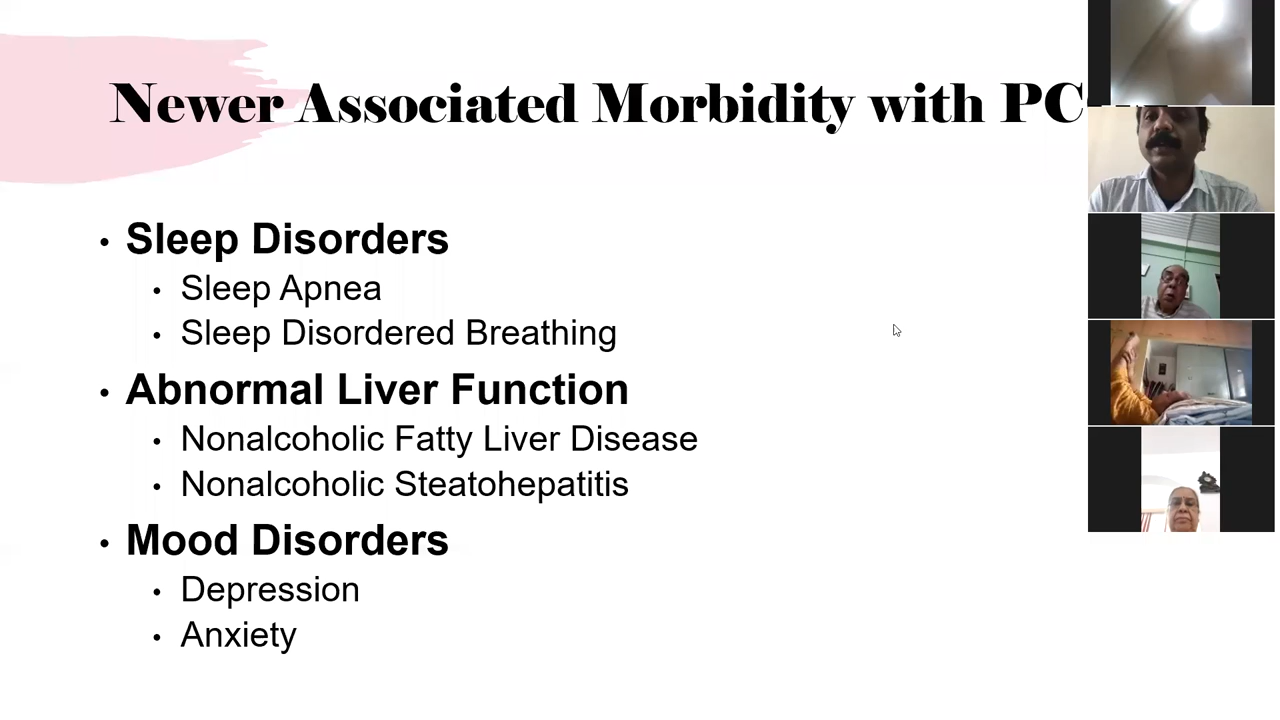 Newer Associated Morbidity with PC
• Sleep Disorders
• Sleep Apnea
• Sleep Disordered Breathing
• Abnormal Liver Function
• Nonalcoholic Fatty Liver Disease
• Nonalcoholic Steatohepatitis
• Mood Disorders
• Depression
• Anxiety